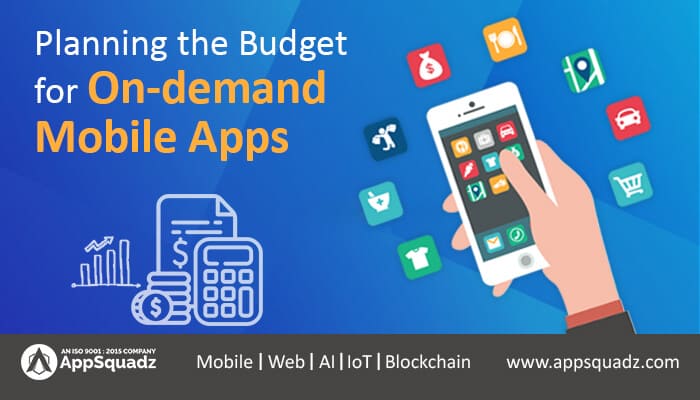 Planning the Budget
for On-demand
Mobile Apps
AN ISO 9001 : 2015 COMPANY
AppSquadz
Mobile | Web | AI | IoT | Blockchain
www.appsquadz.com